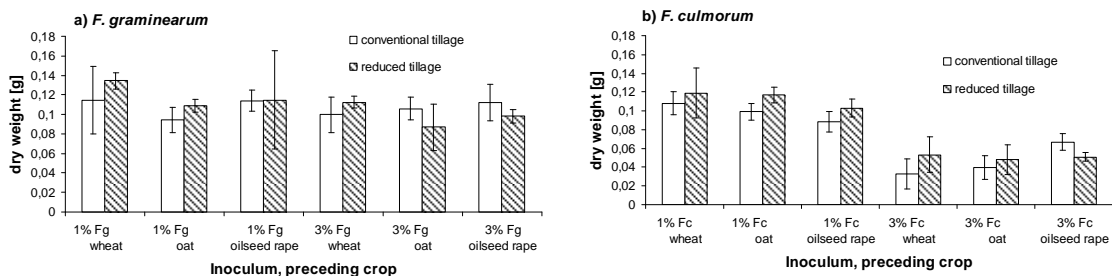 a) F. graminearum
dry weight [g]
0,18
0,16
0,14
0,12
0,1
0,08
0,06
0,04
0,02
0
conventional tillage
reduced tillage
1% Fg wheat
1% Fg oat
1% Fg oilseed rape
3% Fg wheat
3% Fg oat
3% Fg oilseed rape
Inoculum, preceding crop
b) F. culmorum
dry weight [g]
0,18
0,16
0,14
0,12
0,1
0,08
0,06
0,04
0,02
0
conventional tillage
reduced tillage
1% Fc wheat
1% Fc oat
1% Fc oilseed rape
3% Fc wheat
3% Fc oat
3% Fc oilseed rape
Inoculum, preceding crop